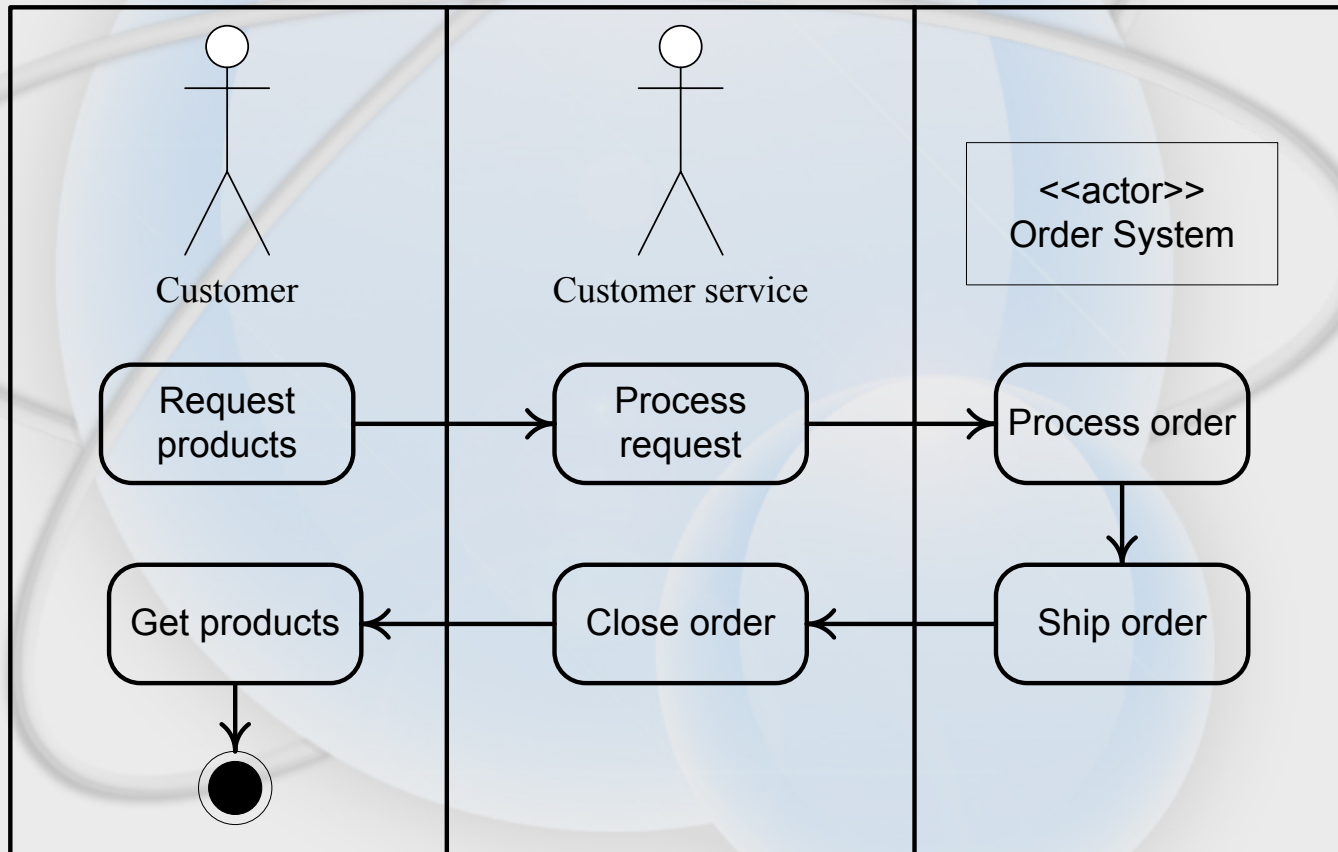 <<actor>>
Order System
Customer
Customer service
Request
products
Process
request
Process order
Get products
Close order
Ship order